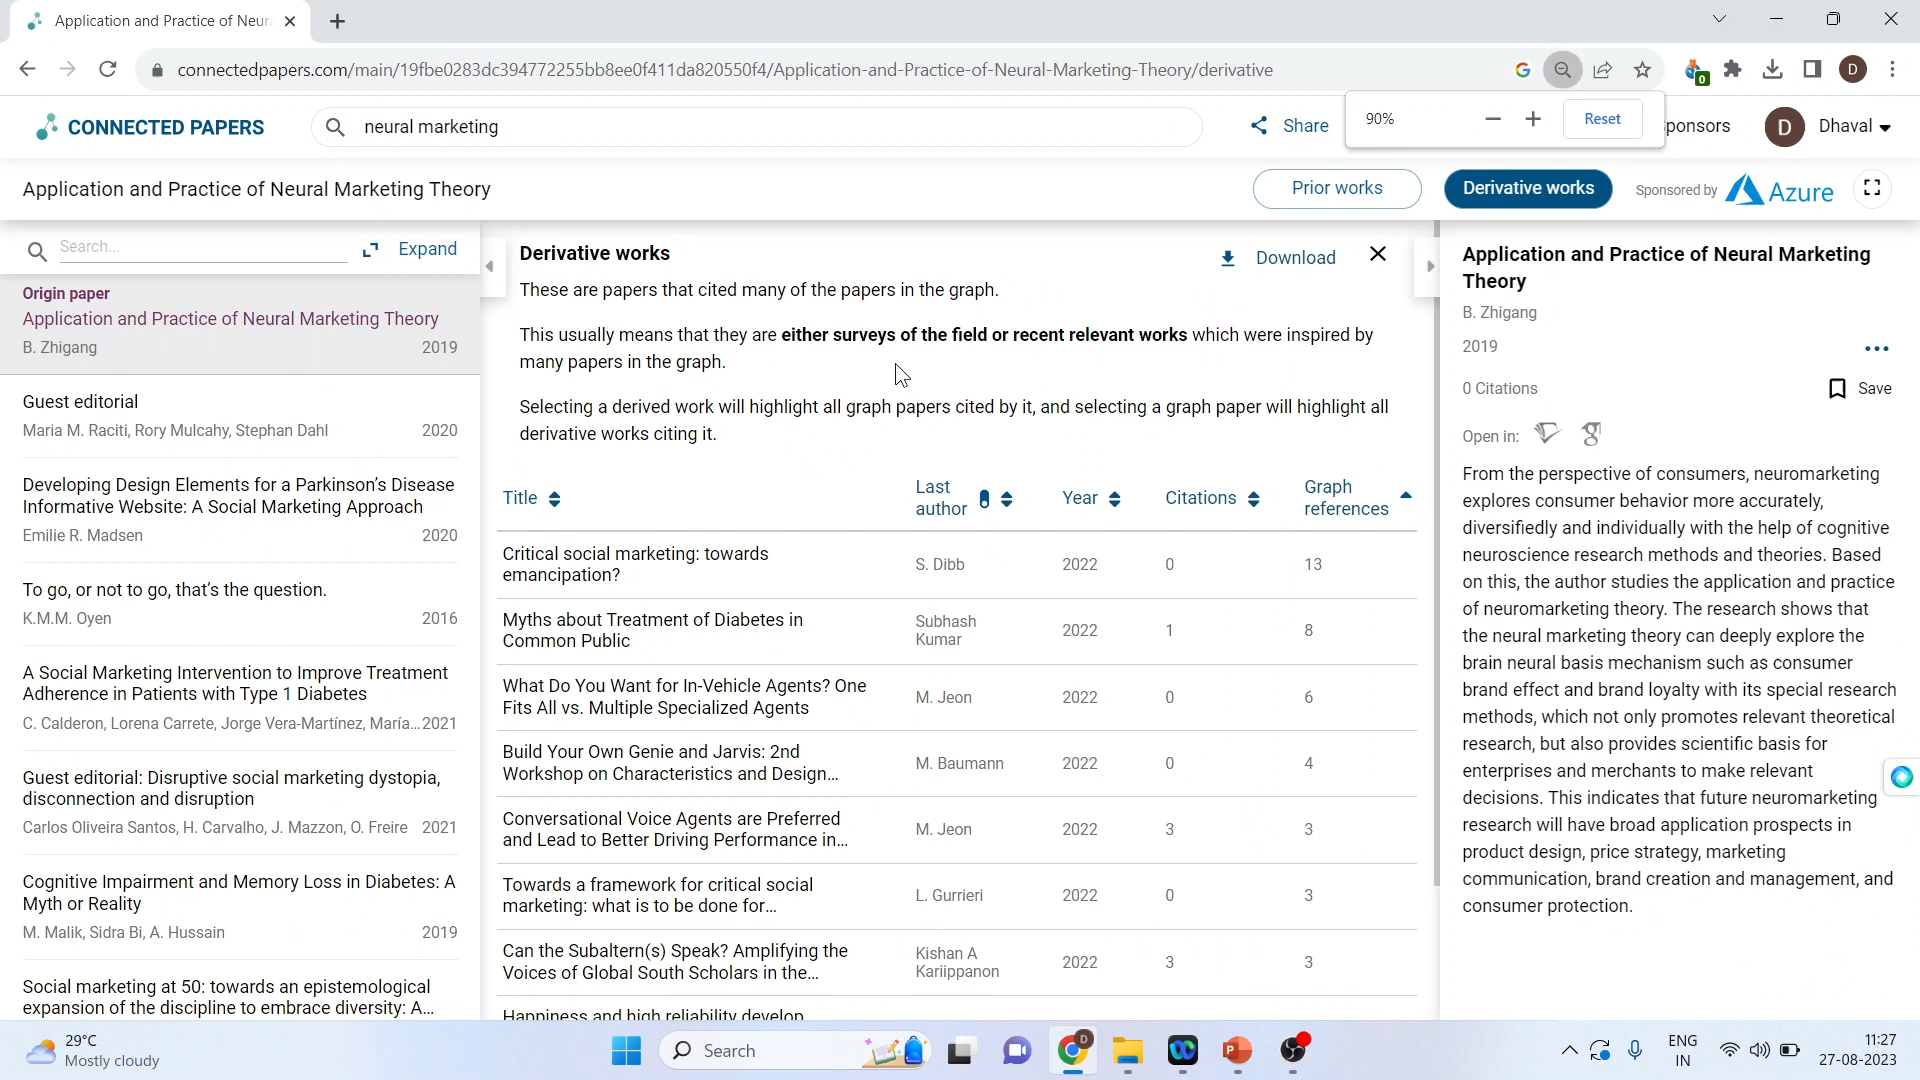 Application and Practice of Neura
connectedpapers.com/main/19fbe0283dc394772255bb8ee0f411da820550f4/Application-and-Practice-of-Neural-Marketing-Theory/derivative
0
D
CONNECTED PAPERS
neural marketing
Share
90%
Reset
ponsors
D
Dhaval
Application and Practice of Neural Marketing Theory
Prior works
Derivative works
Sponsored by
Azure
Search...
Expand
Origin paper
Application and Practice of Neural Marketing Theory
B. Zhigang 2019
Guest editorial
Maria M. Raciti, Rory Mulcahy, Stephan Dahl 2020
Developing Design Elements for a Parkinson's Disease
Informative Website: A Social Marketing Approach
Emilie R. Madsen 2020
To go, or not to go, that's the question.
K.M.M. Oyen 2016
A Social Marketing Intervention to Improve Treatment
Adherence in Patients with Type 1 Diabetes
C. Calderon, Lorena Carrete, Jorge Vera-Martínez, María... 2021
Guest editorial: Disruptive social marketing dystopia,
disconnection and disruption
Carlos Oliveira Santos, H. Carvalho, J. Mazzon, O. Freire 2021
Cognitive Impairment and Memory Loss in Diabetes: A
Myth or Reality
M. Malik, Sidra Bi, A. Hussain 2019
Social marketing at 50: towards an epistemological
expansion of the discipline to embrace diversity: A...
Derivative works
Download
These are papers that cited many of the papers in the graph.
This usually means that they are either surveys of the field or recent relevant works which were inspired by
many papers in the graph.
Selecting a derived work will highlight all graph papers cited by it, and selecting a graph paper will highlight all
derivative works citing it.
Title Last author Year Citations Graph references
Critical social marketing: towards
emancipation? S. Dibb 2022 0 13
Myths about Treatment of Diabetes in
Common Public Subhash Kumar 2022 1 8
What Do You Want for In-Vehicle Agents? One
Fits All vs. Multiple Specialized Agents M. Jeon 2022 0 6
Build Your Own Genie and Jarvis: 2nd
Workshop on Characteristics and Design... M. Baumann 2022 0 4
Conversational Voice Agents are Preferred
and Lead to Better Driving Performance in... M. Jeon 2022 3 3
Towards a framework for critical social
marketing: what is to be done for... L. Gurrieri 2022 0 3
Can the Subaltern(s) Speak? Amplifying the
Voices of Global South Scholars in the... Kishan A Kariippanon 2022 3 3
Happiness and high reliability develop
Application and Practice of Neural Marketing
Theory
B. Zhigang
2019
0 Citations
Save
Open in:
From the perspective of consumers, neuromarketing
explores consumer behavior more accurately,
diversifiedly and individually with the help of cognitive
neuroscience research methods and theories. Based
on this, the author studies the application and practice
of neuromarketing theory. The research shows that
the neural marketing theory can deeply explore the
brain neural basis mechanism such as consumer
brand effect and brand loyalty with its special research
methods, which not only promotes relevant theoretical
research, but also provides scientific basis for
enterprises and merchants to make relevant
decisions. This indicates that future neuromarketing
research will have broad application prospects in
product design, price strategy, marketing
communication, brand creation and management, and
consumer protection.
29°C
Mostly cloudy
Search
ENG
IN
11:27
27-08-2023